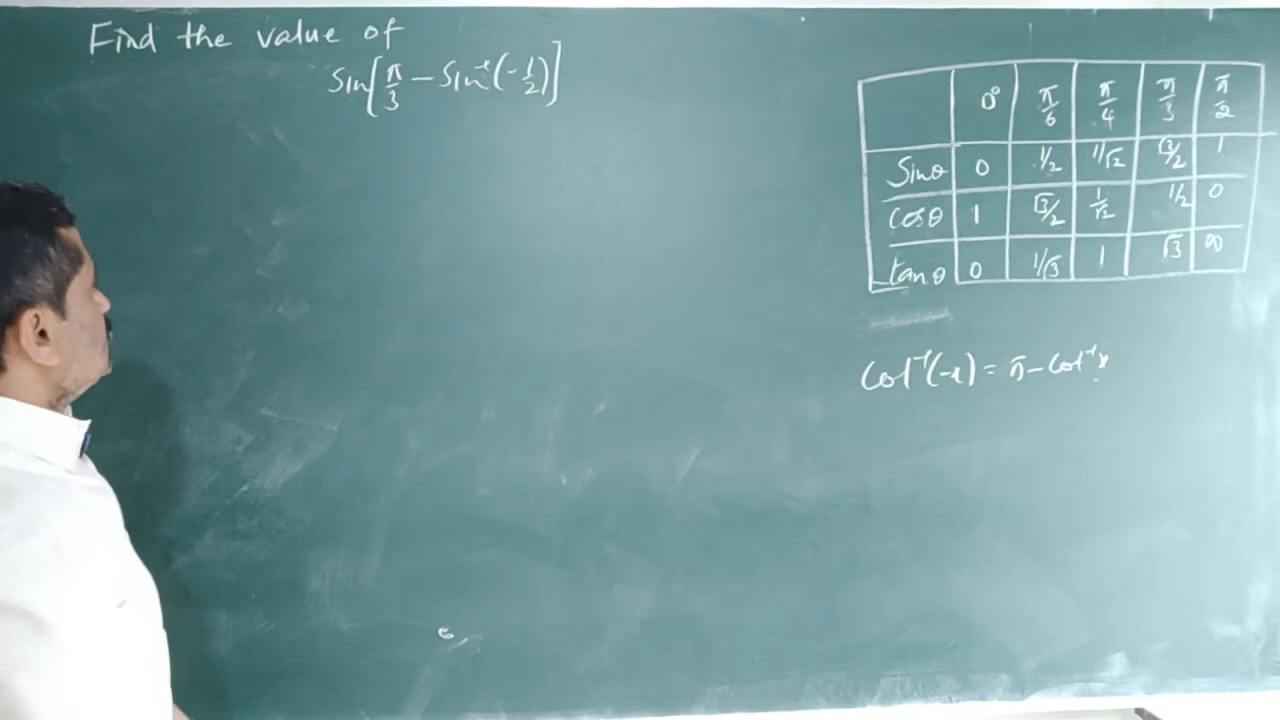 Find the value of
Sin[π/3 - Sin⁻¹(-1/2)]
0° π/6 π/4 π/3 π/2
Sinθ 0 1/2 1/√2 √3/2 1
cosθ 1 √3/2 1/√2 1/2 0
tanθ 0 1/√3 1 √3 ∞
Cot⁻¹(-x) = π - Cot⁻¹x